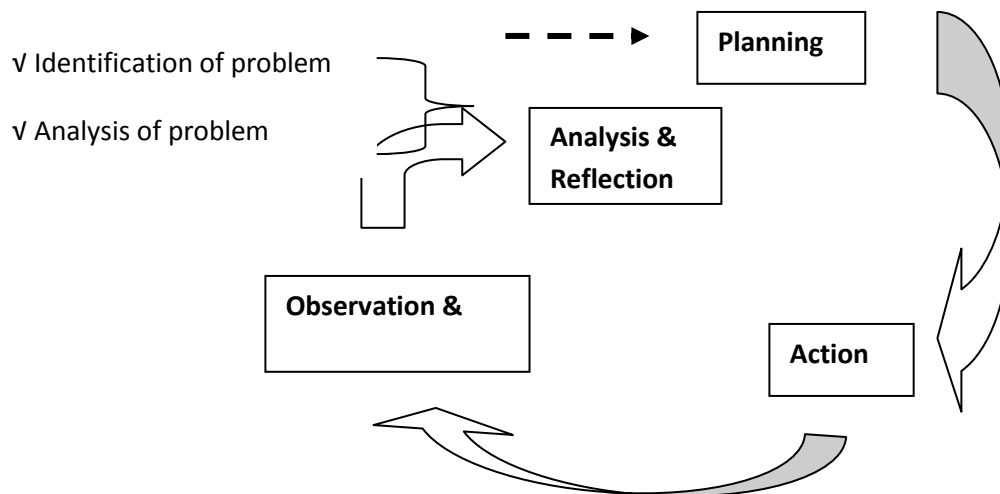 Planning
√ Identification of problem
√ Analysis of problem
Analysis &
Reflection
Observation &
Action